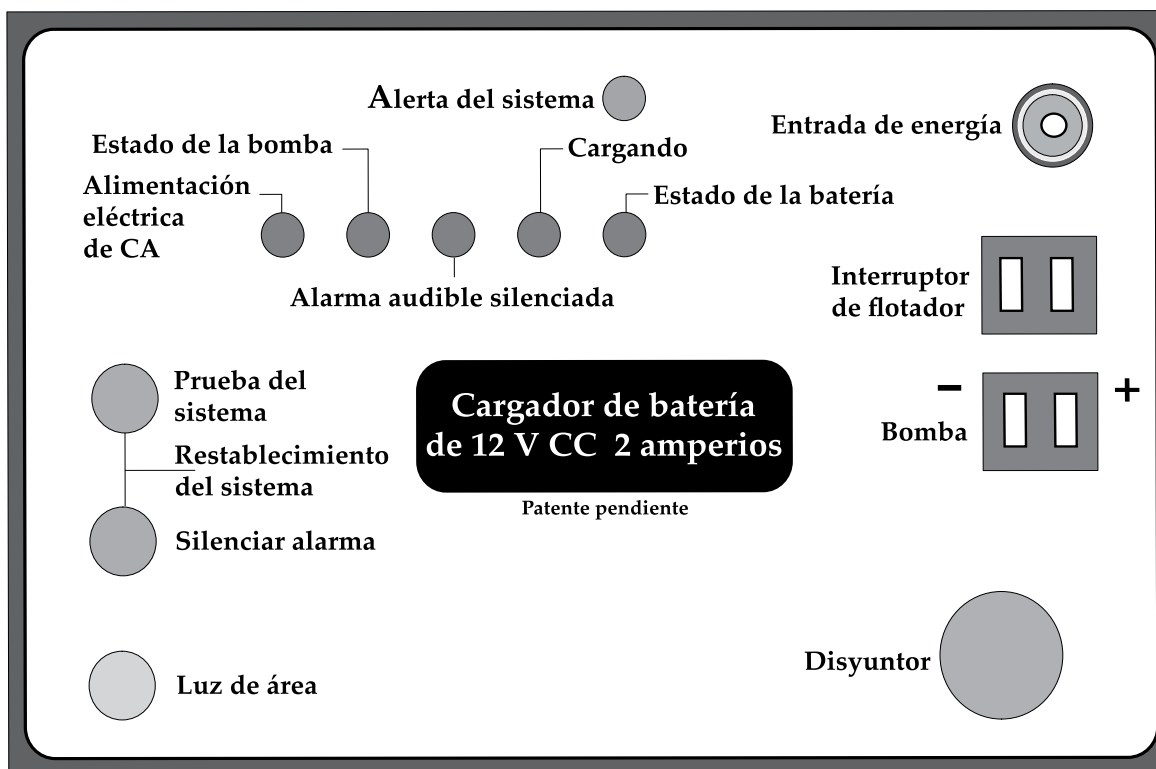 Alerta del sistema
Entrada de energía
Estado de la bomba
Cargando
Alimentación
eléctrica
de CA
Estado de la batería
Alarma audible silenciada
Interruptor
de flotador
Prueba del
sistema
Cargador de batería
de 12 V CC 2 amperios
- +
Bomba
Restablecimiento
del sistema
Patente pendiente
Silenciar alarma
Disyuntor
Luz de área